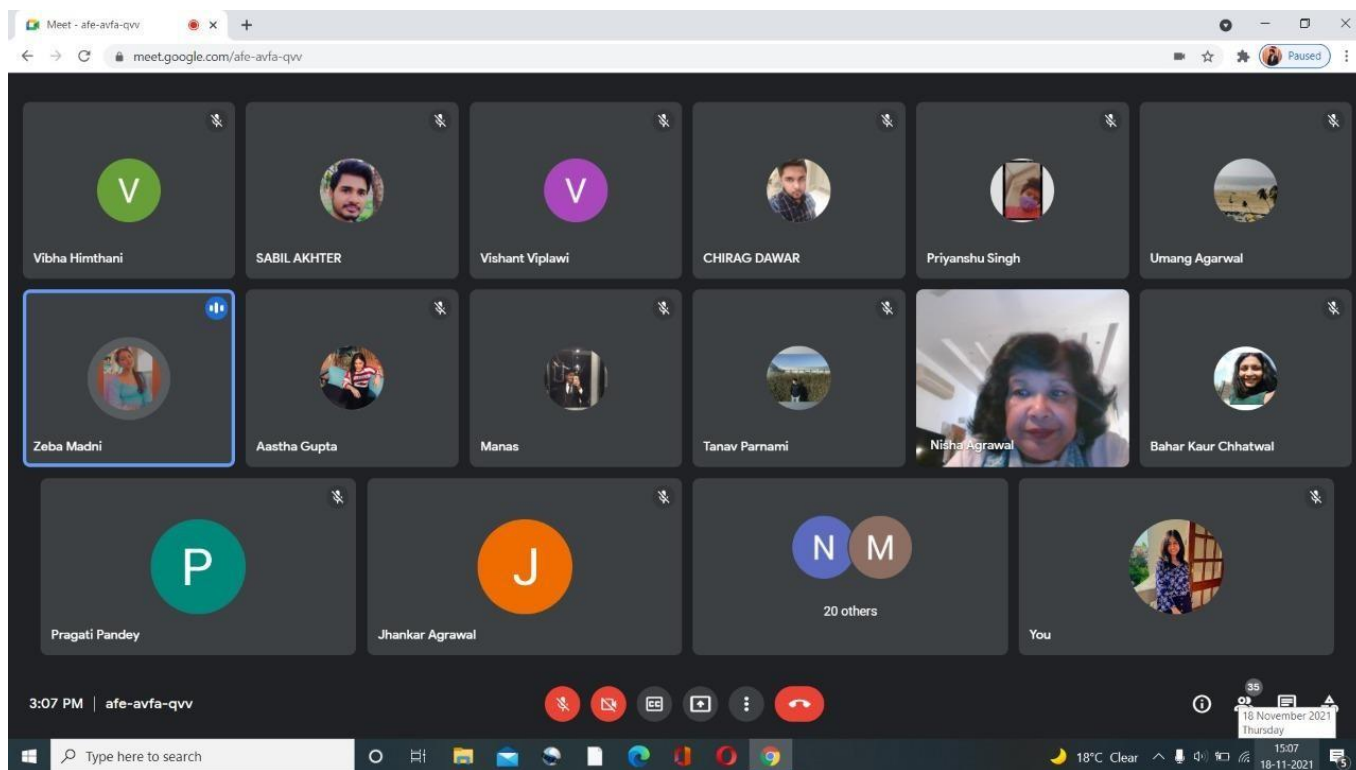 Meet - afe-avfa-qvv
meet.google.com/afe-avfa-qvv
Paused
V
Vibha Himthani
SABIL AKHTER
V
Vishant Viplawi
CHIRAG DAWAR
Priyanshu Singh
Umang Agarwal
Zeba Madni
Aastha Gupta
Manas
Tanav Parnami
Nisha Agrawal
Bahar Kaur Chhatwal
P
Pragati Pandey
J
Jhankar Agrawal
N M
20 others
You
3:07 PM | afe-avfa-qvv
CC
35
18 November 2021
Thursday
Type here to search
18°C Clear
15:07
18-11-2021
5